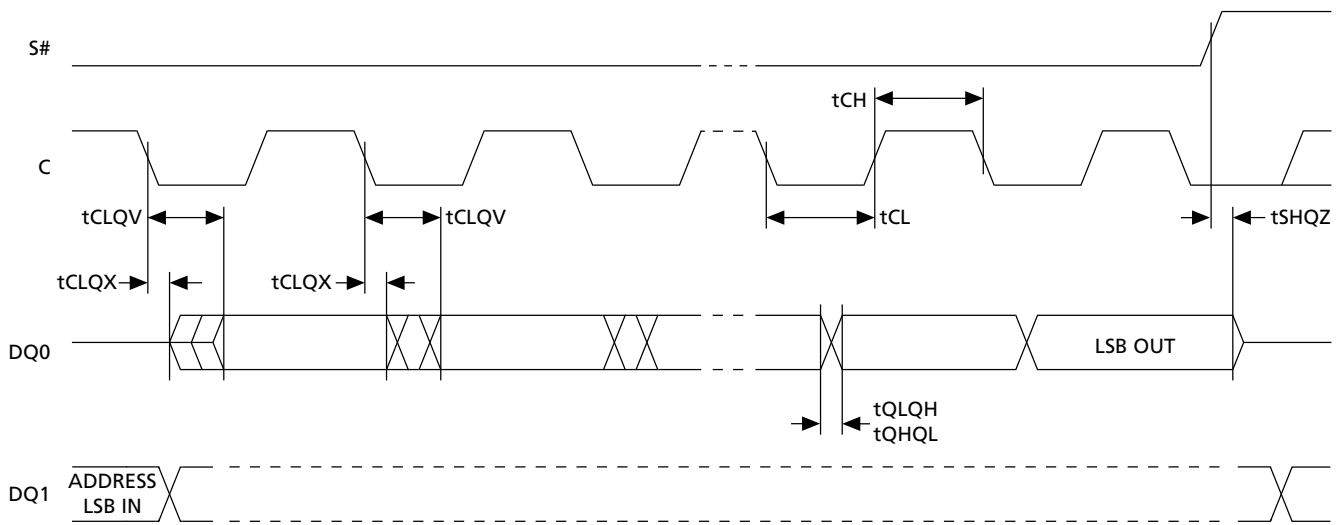 S#
tCH
C
tCLQV
tCLQV
tCL
tSHQZ
tCLQX
tCLQX
DQ0
LSB OUT
tQLQH
tQHQL
DQ1
ADDRESS
LSB IN